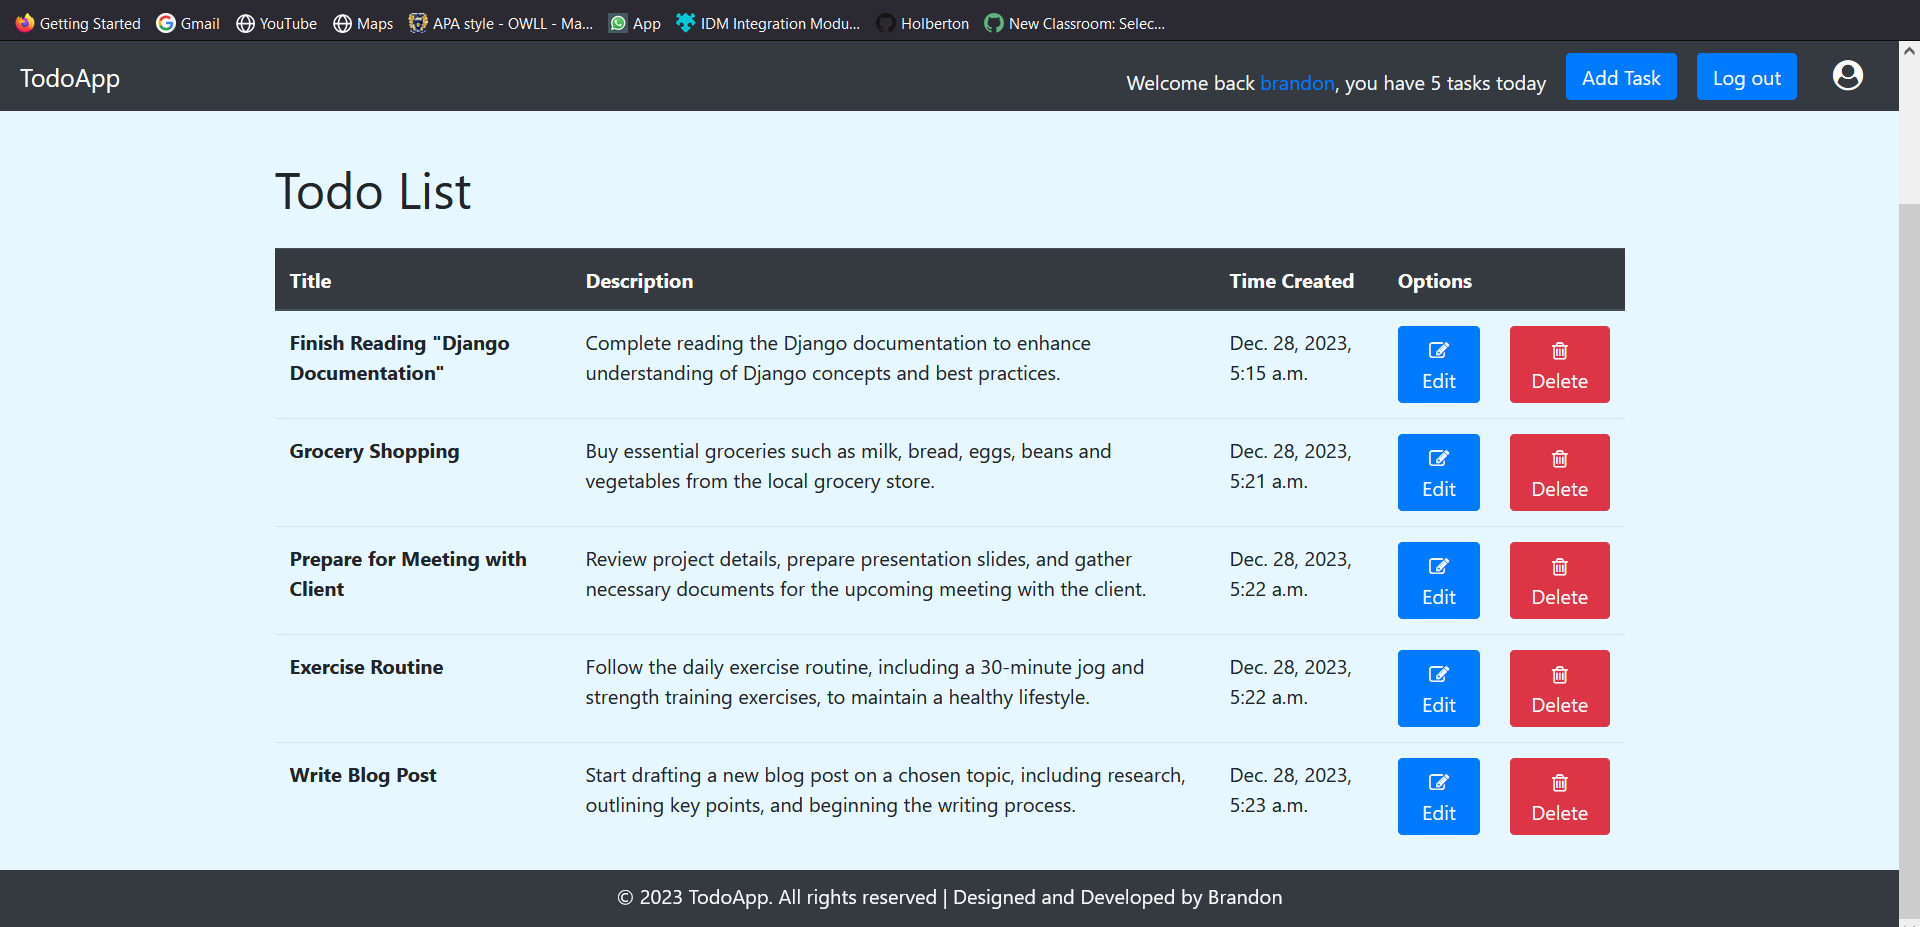 Getting Started Gmail YouTube Maps APA style - OWLL - Ma... App IDM Integration Modu... Holberton New Classroom: Selec...
TodoApp Welcome back brandon, you have 5 tasks today Add Task Log out
Todo List
Title Description Time Created Options
Finish Reading "Django Complete reading the Django documentation to enhance Dec. 28, 2023,
Documentation" understanding of Django concepts and best practices. 5:15 a.m. Edit Delete
Grocery Shopping Buy essential groceries such as milk, bread, eggs, beans and Dec. 28, 2023,
vegetables from the local grocery store. 5:21 a.m. Edit Delete
Prepare for Meeting with Review project details, prepare presentation slides, and gather Dec. 28, 2023,
Client necessary documents for the upcoming meeting with the client. 5:22 a.m. Edit Delete
Exercise Routine Follow the daily exercise routine, including a 30-minute jog and Dec. 28, 2023,
strength training exercises, to maintain a healthy lifestyle. 5:22 a.m. Edit Delete
Write Blog Post Start drafting a new blog post on a chosen topic, including research, Dec. 28, 2023,
outlining key points, and beginning the writing process. 5:23 a.m. Edit Delete
© 2023 TodoApp. All rights reserved | Designed and Developed by Brandon